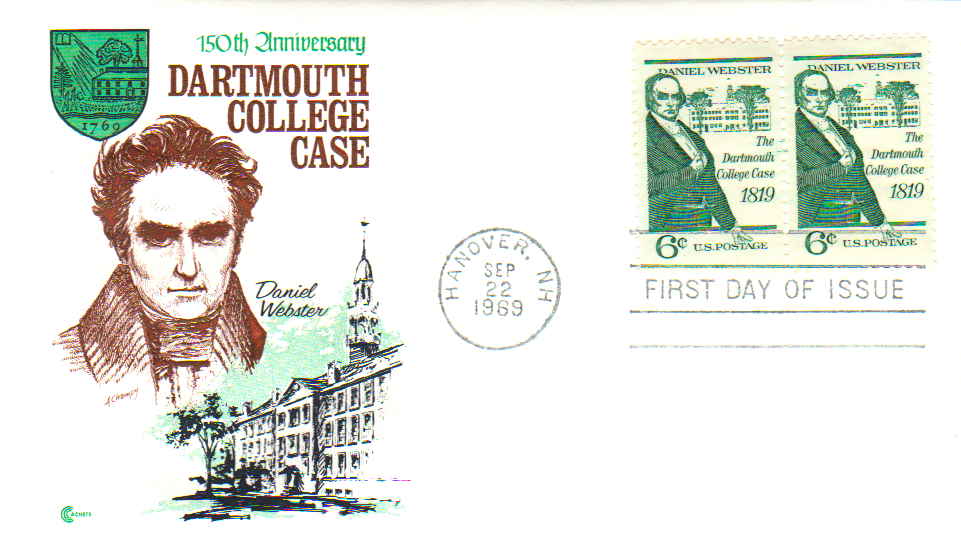 150th Anniversary
DARTMOUTH
COLLEGE
CASE
1769
Daniel
Webster
HANOVER, NH
SEP
22
1969
DANIEL WEBSTER
The
Dartmouth
College Case
1819
6¢ U.S. POSTAGE
DANIEL WEBSTER
The
Dartmouth
College Case
1819
6¢ U.S. POSTAGE
FIRST DAY OF ISSUE
CACHETS